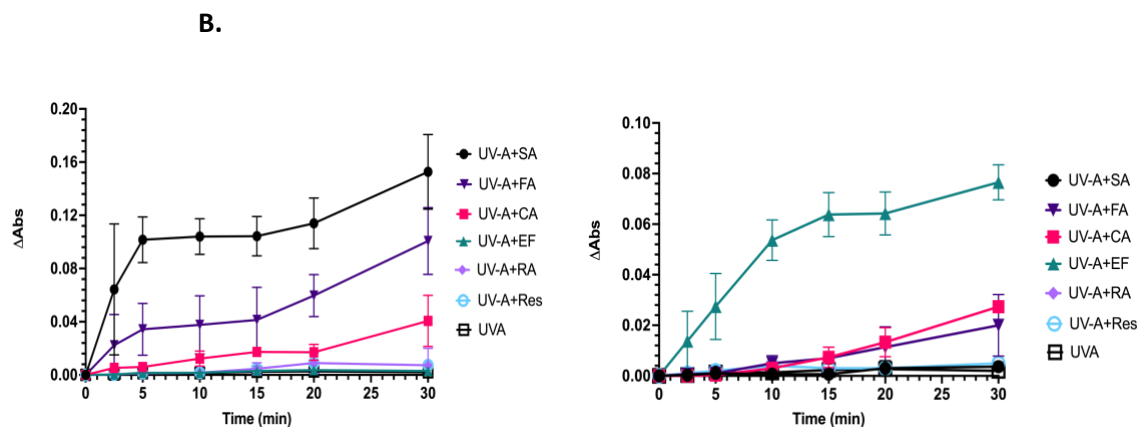 B.
0.20
0.16
0.12
0.08
0.04
0.00
ΔAbs
0 5 10 15 20 25 30
Time (min)
UV-A+SA
UV-A+FA
UV-A+CA
UV-A+EF
UV-A+RA
UV-A+Res
UVA
0.10
0.08
0.06
0.04
0.02
0.00
ΔAbs
0 5 10 15 20 25 30
Time (min)
UV-A+SA
UV-A+FA
UV-A+CA
UV-A+EF
UV-A+RA
UV-A+Res
UVA